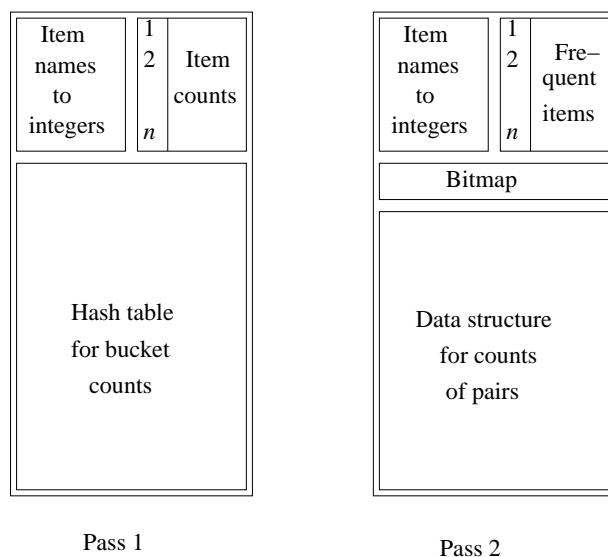 Item
names
to
integers
1
2
n
Item
counts
Hash table
for bucket
counts
Pass 1
Item
names
to
integers
1
2
n
Fre–
quent
items
Bitmap
Data structure
for counts
of pairs
Pass 2